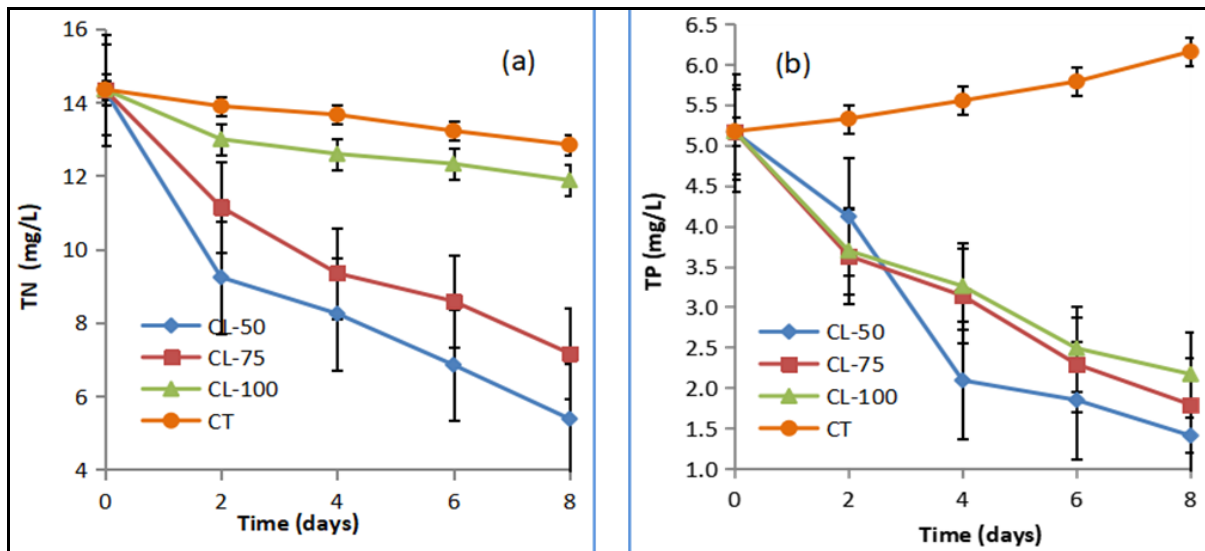 (a)
TN (mg/L)
16
14
12
10
8
6
4
CL-50
CL-75
CL-100
CT
0 2 4 6 8
Time (days)
(b)
TP (mg/L)
6.5
6.0
5.5
5.0
4.5
4.0
3.5
3.0
2.5
2.0
1.5
1.0
CL-50
CL-75
CL-100
CT
0 2 4 6 8
Time (days)